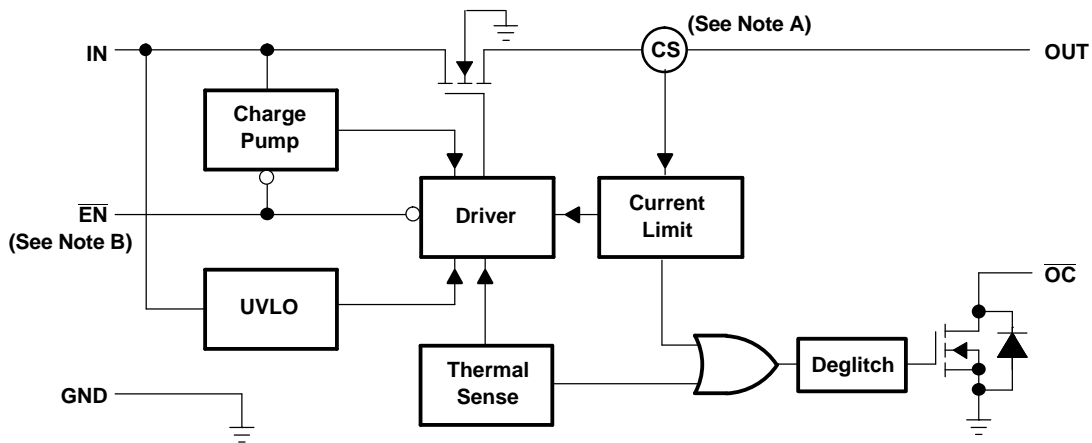 (See Note A)
IN
CS
OUT
Charge
Pump
EN
(See Note B)
Driver
Current
Limit
OC
UVLO
Thermal
Sense
Deglitch
GND